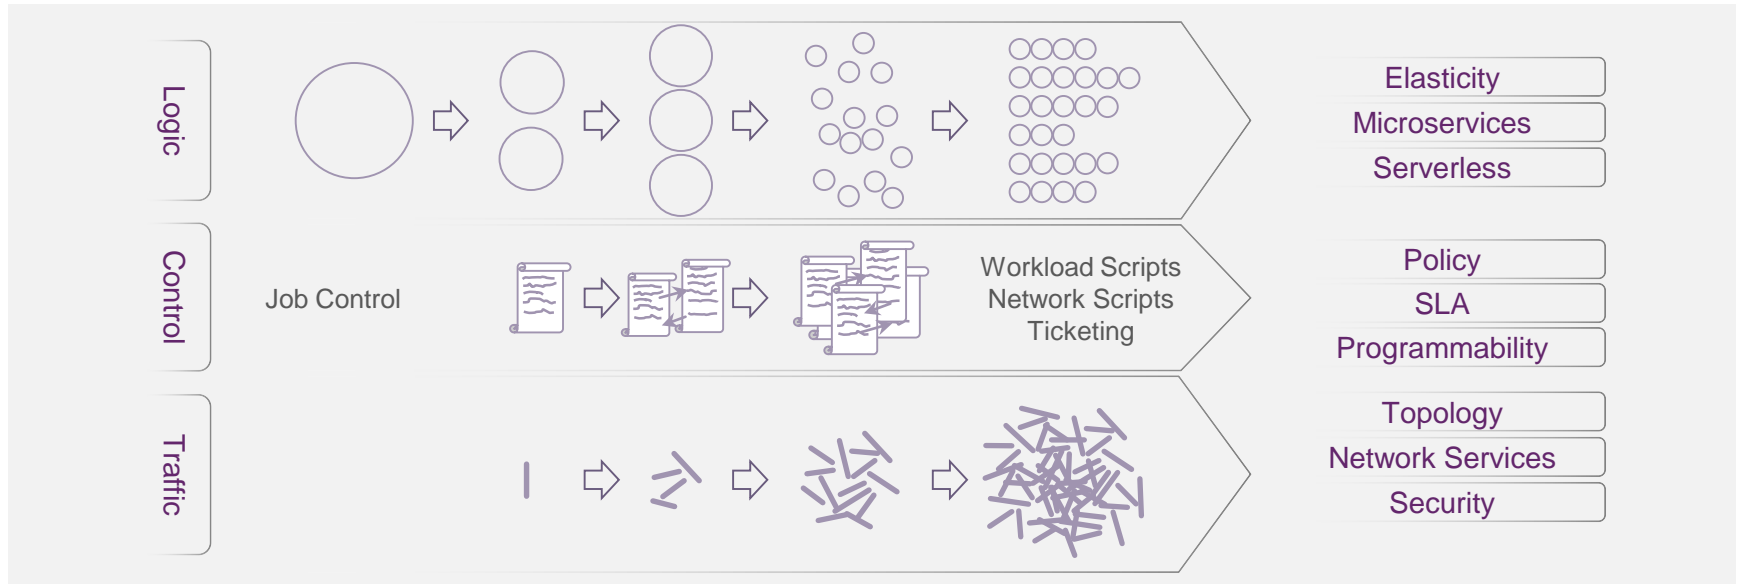 Logic
Elasticity
Microservices
Serverless
Control
Job Control
Workload Scripts
Network Scripts
Ticketing
Policy
SLA
Programmability
Traffic
Topology
Network Services
Security